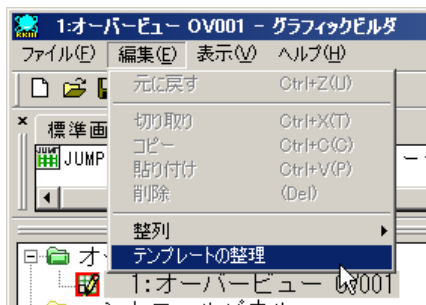 1:オーバービュー OV001 - グラフィックビルダ
ファイル(F) 編集(E) 表示(V) ヘルプ(H)
元に戻す Ctrl+Z(U)
切り取り Ctrl+X(T)
コピー Ctrl+C(C)
貼り付け Ctrl+V(P)
削除 (Del)
整列
テンプレートの整理
標準画
JUMP
1:オーバービュー OV001